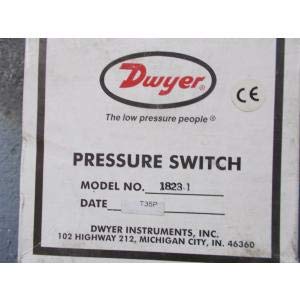 Dwyer®
CE
The low pressure people®
PRESSURE SWITCH
MODEL NO. 1823-1
DATE T35P
DWYER INSTRUMENTS, INC.
102 HIGHWAY 212, MICHIGAN CITY, IN. 46360